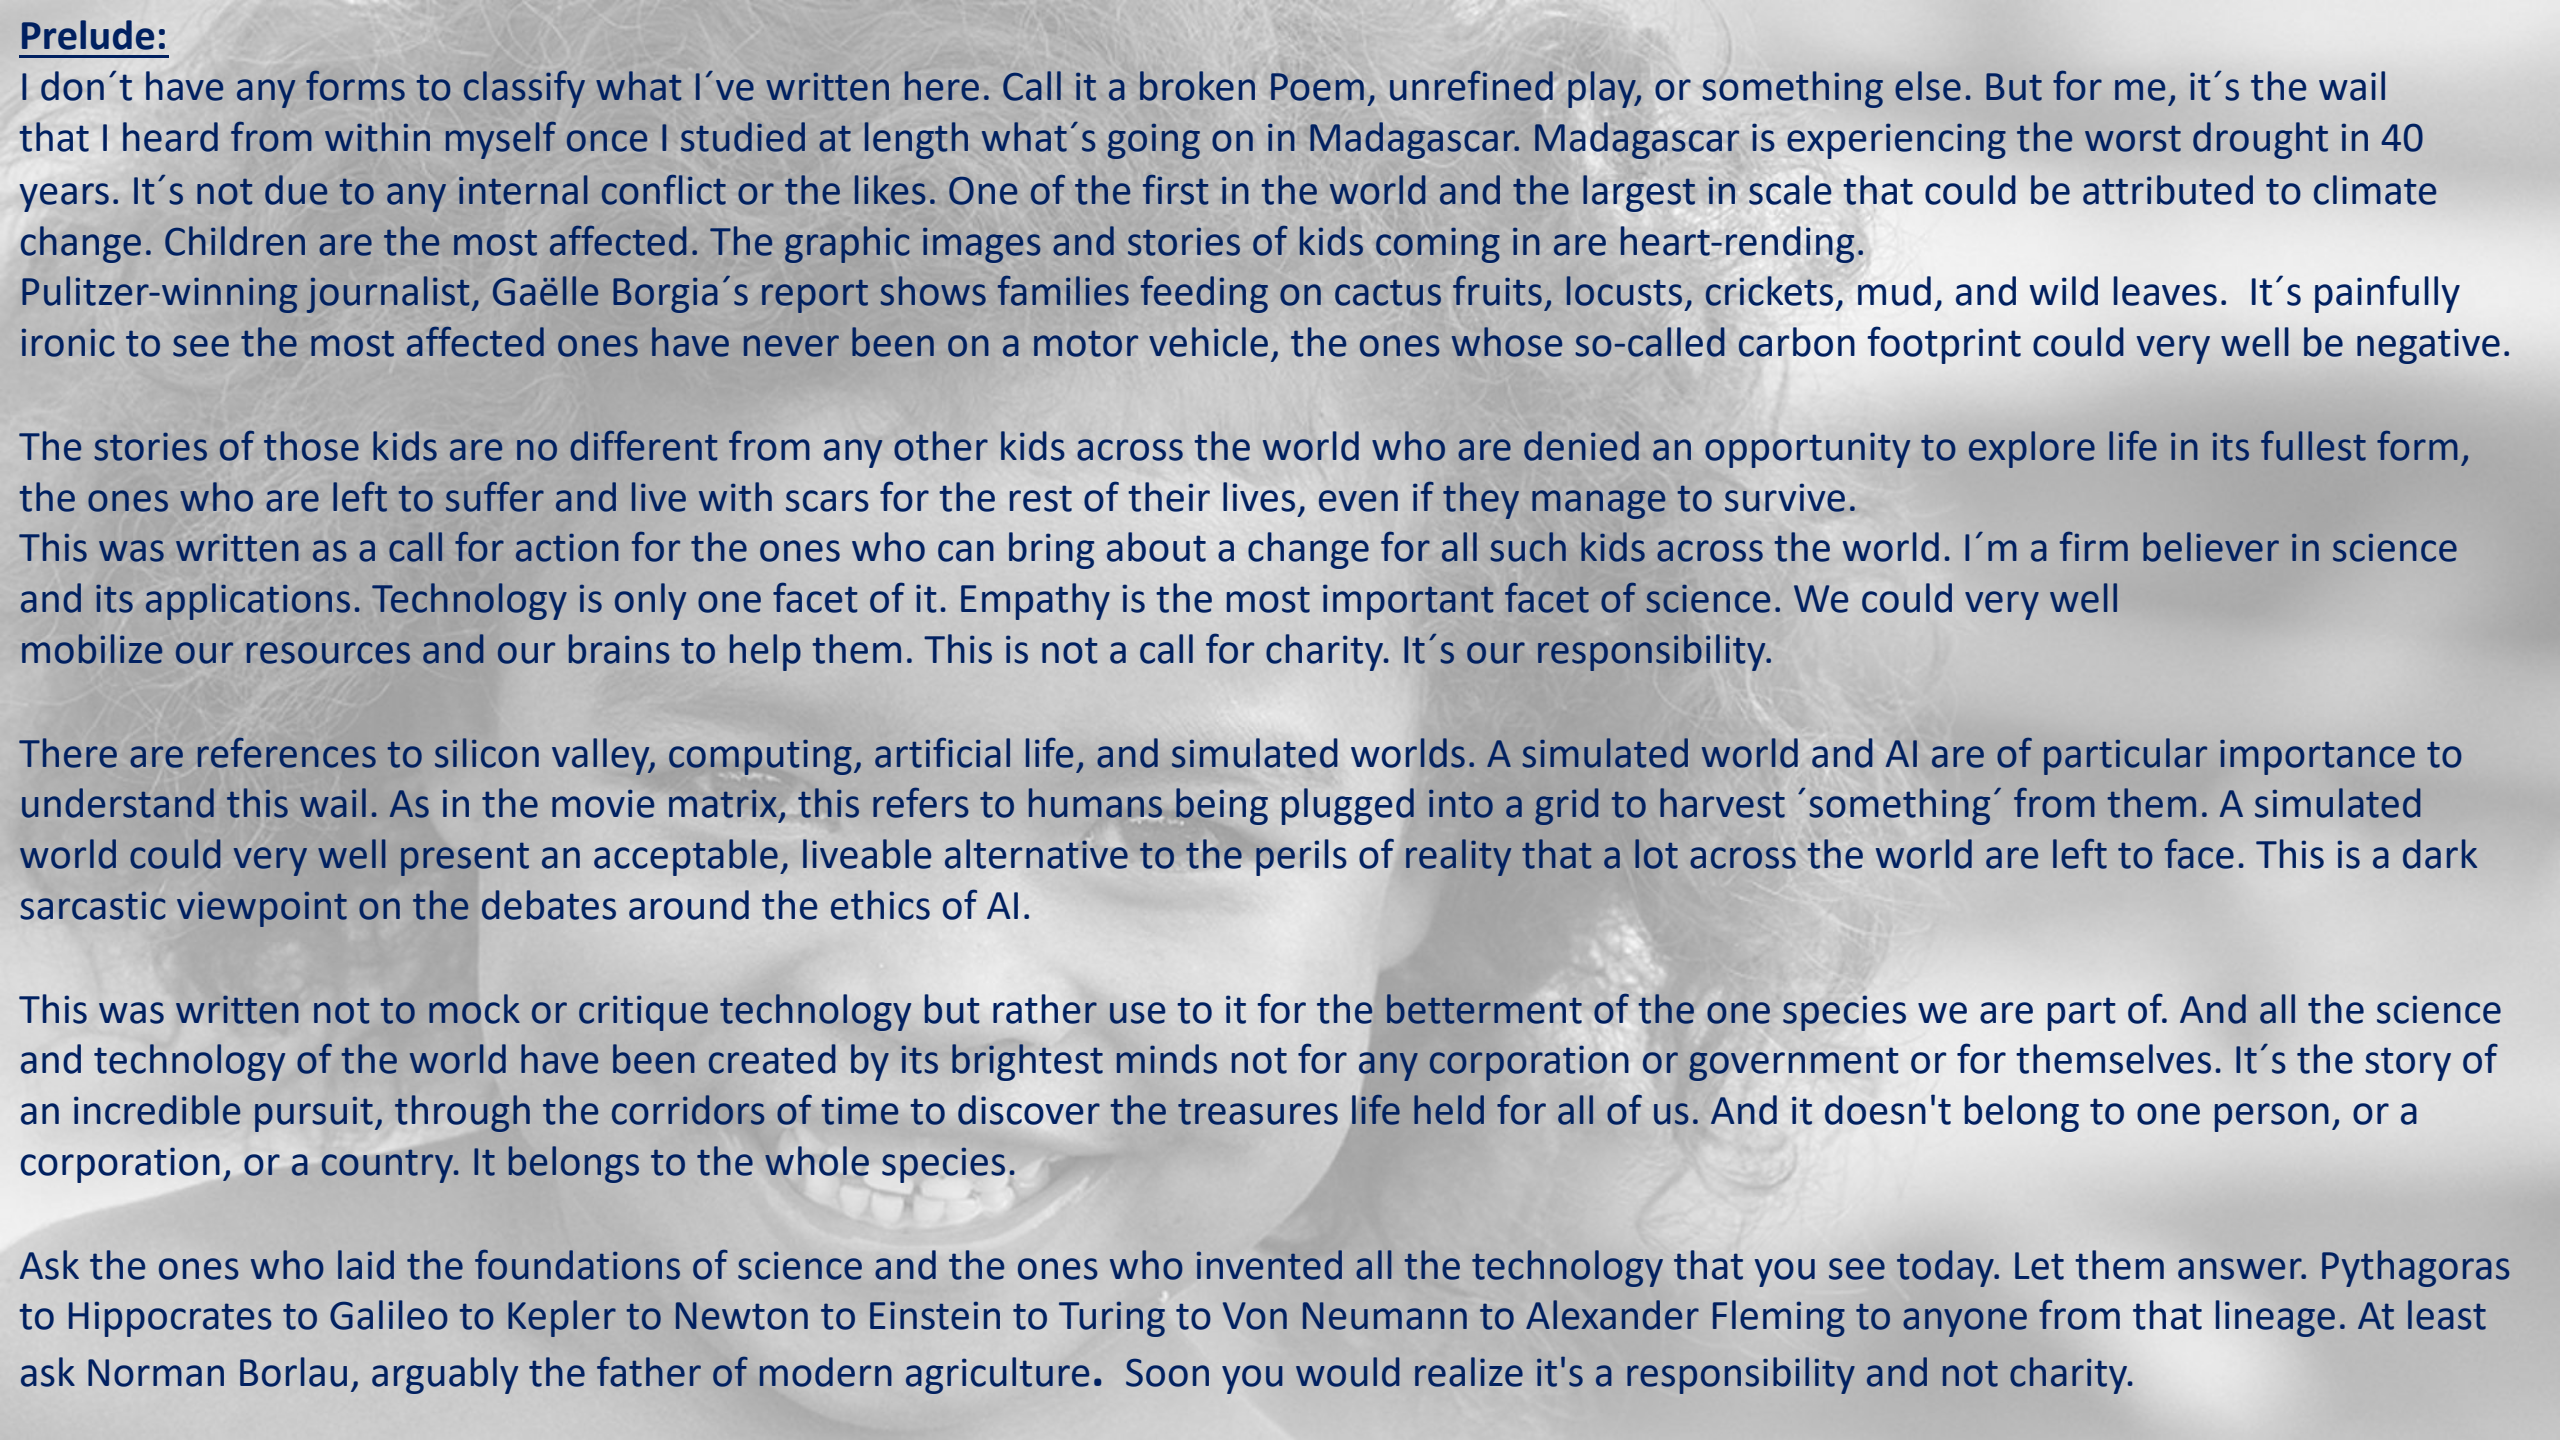 Prelude:
I don´t have any forms to classify what I´ve written here. Call it a broken Poem, unrefined play, or something else. But for me, it´s the wail
that I heard from within myself once I studied at length what´s going on in Madagascar. Madagascar is experiencing the worst drought in 40
years. It´s not due to any internal conflict or the likes. One of the first in the world and the largest in scale that could be attributed to climate
change. Children are the most affected. The graphic images and stories of kids coming in are heart-rending.
Pulitzer-winning journalist, Gaëlle Borgia´s report shows families feeding on cactus fruits, locusts, crickets, mud, and wild leaves.  It´s painfully
ironic to see the most affected ones have never been on a motor vehicle, the ones whose so-called carbon footprint could very well be negative.
The stories of those kids are no different from any other kids across the world who are denied an opportunity to explore life in its fullest form,
the ones who are left to suffer and live with scars for the rest of their lives, even if they manage to survive.
This was written as a call for action for the ones who can bring about a change for all such kids across the world. I´m a firm believer in science
and its applications. Technology is only one facet of it. Empathy is the most important facet of science. We could very well
mobilize our resources and our brains to help them. This is not a call for charity. It´s our responsibility.
There are references to silicon valley, computing, artificial life, and simulated worlds. A simulated world and AI are of particular importance to
understand this wail. As in the movie matrix, this refers to humans being plugged into a grid to harvest ´something´ from them. A simulated
world could very well present an acceptable, liveable alternative to the perils of reality that a lot across the world are left to face. This is a dark
sarcastic viewpoint on the debates around the ethics of AI.
This was written not to mock or critique technology but rather use to it for the betterment of the one species we are part of. And all the science
and technology of the world have been created by its brightest minds not for any corporation or government or for themselves. It´s the story of
an incredible pursuit, through the corridors of time to discover the treasures life held for all of us. And it doesn't belong to one person, or a
corporation, or a country. It belongs to the whole species.
Ask the ones who laid the foundations of science and the ones who invented all the technology that you see today. Let them answer. Pythagoras
to Hippocrates to Galileo to Kepler to Newton to Einstein to Turing to Von Neumann to Alexander Fleming to anyone from that lineage. At least
ask Norman Borlau, arguably the father of modern agriculture.  Soon you would realize it's a responsibility and not charity.